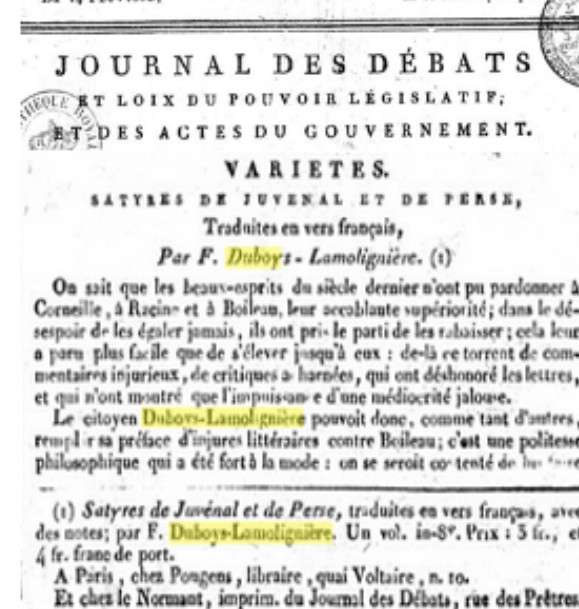 JOURNAL DES DÉBATS
ET LOIX DU POUVOIR LÉGISLATIF;
ET DES ACTES DU GOUVERNEMENT.
VARIETES.
SATYRES DE JUVENAL ET DE PERSE,
Traduites en vers français,
Par F. Duboys-Lamolignière. (1)
On sait que les beaux-esprits du siècle dernier n'ont pu pardonner à
Corneille, à Racine et à Boileau, leur accablante supériorité; dans le dé-
sespoir de les égaler jamais, ils ont pris le parti de les rabaisser; cela leur
a paru plus facile que de s'élever jusqu'à eux : de-là ce torrent de com-
mentaires injurieux, de critiques acharnées, qui ont déshonoré les lettres,
et qui n'ont montré que l'impuissance d'une médiocrité jalouse.
Le citoyen Duboys-Lamolignière pouvoit donc, comme tant d'autres,
remplir sa préface d'injures littéraires contre Boileau; c'est une politesse
philosophique qui a été fort à la mode : on se seroit contenté de
(1) Satyres de Juvénal et de Perse, traduites en vers français, avec
des notes; par F. Duboys-Lamolignière. Un vol. in-8°. Prix : 3 fr., et
4 fr. franc de port.
A Paris, chez Pougens, libraire, quai Voltaire, n. 10.
Et chez le Normant, imprim. du Journal des Débats, rue des Prêtres